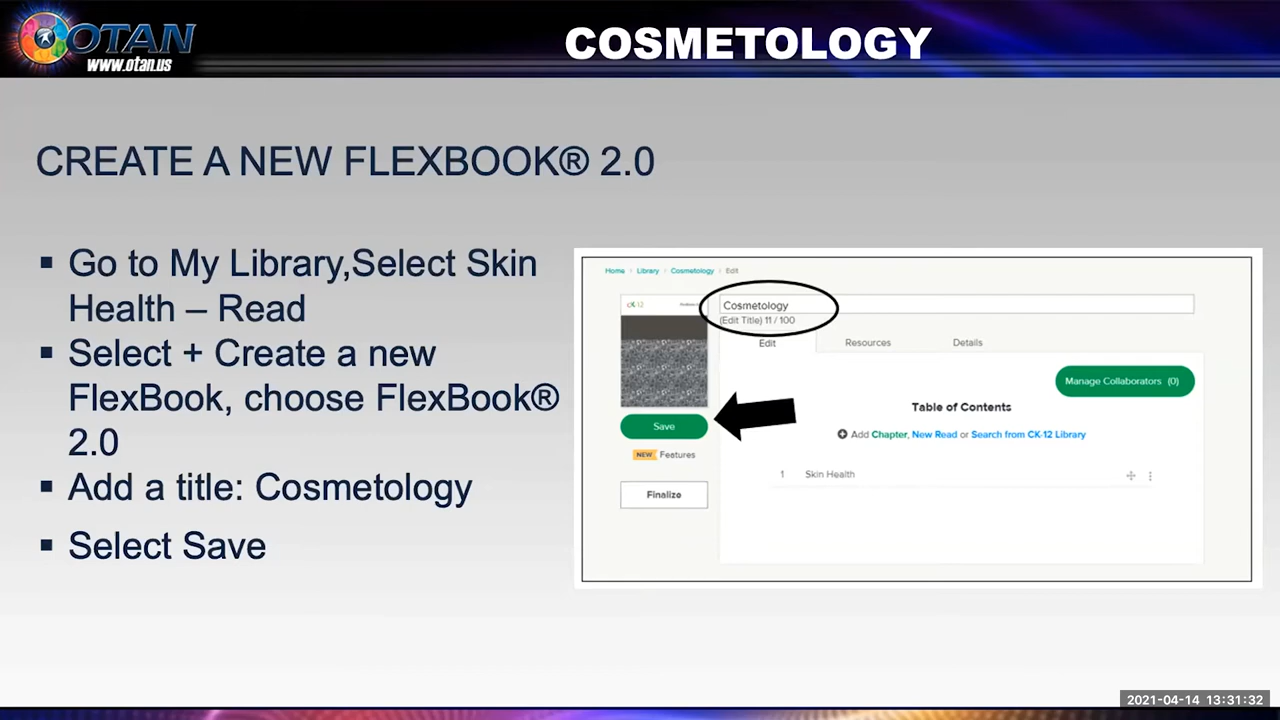 OTAN
www.otan.us
COSMETOLOGY
CREATE A NEW FLEXBOOK® 2.0
▪ Go to My Library,Select Skin
Health – Read
▪ Select + Create a new
FlexBook, choose FlexBook®
2.0
▪ Add a title: Cosmetology
▪ Select Save
Home › Library › Cosmetology › Edit
CK-12
Cosmetology
(Edit Title) 11 / 100
Edit Resources Details
Manage Collaborators (0)
Table of Contents
Save
Add Chapter, New Read or Search from CK-12 Library
NEW Features
1 Skin Health
Finalize
2021-04-14 13:31:32